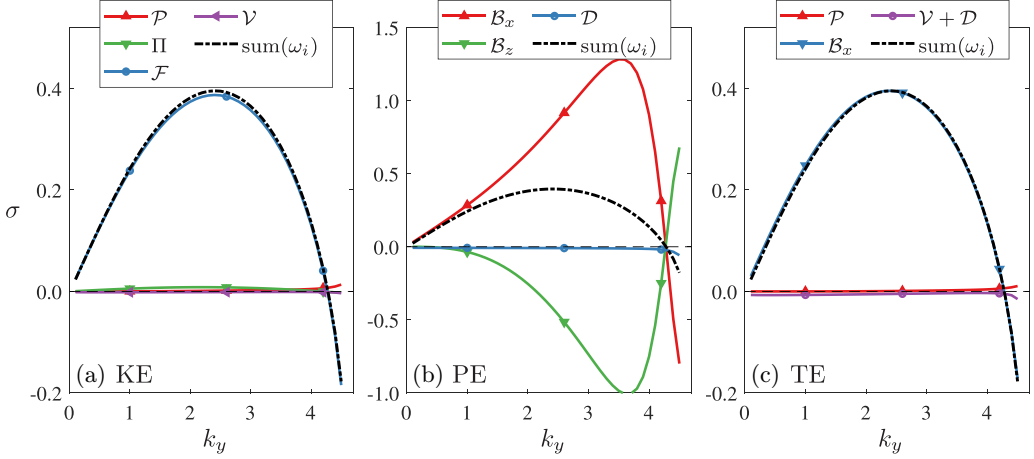 𝒫 𝒱
Π sum(ω_i)
ℱ
σ
0.4
0.2
0.0
-0.2
(a) KE
0 1 2 3 4
k_y
ℬ_x 𝒟
ℬ_z sum(ω_i)
1.5
1.0
0.5
0.0
-0.5
-1.0
(b) PE
0 1 2 3 4
k_y
𝒫 𝒱 + 𝒟
ℬ_x sum(ω_i)
0.4
0.2
0.0
-0.2
(c) TE
0 1 2 3 4
k_y